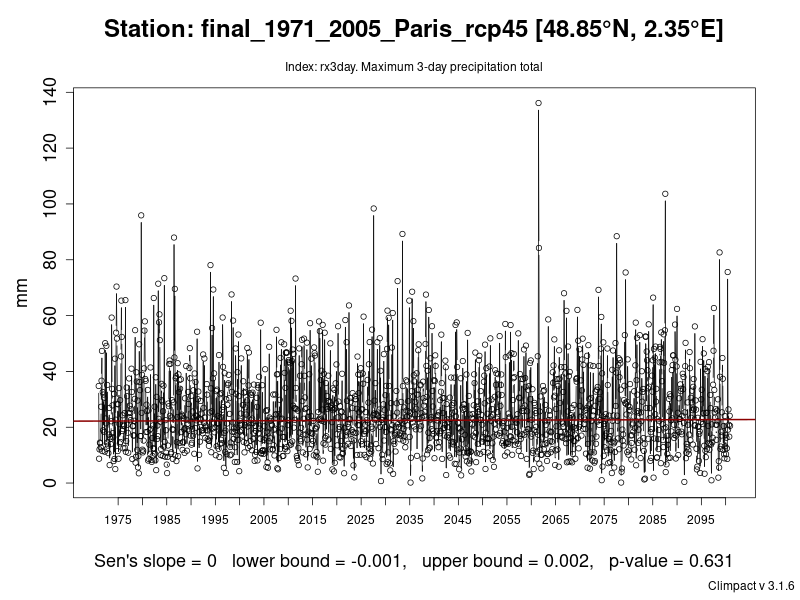 Station: final_1971_2005_Paris_rcp45 [48.85°N, 2.35°E]
Index: rx3day. Maximum 3-day precipitation total
140
120
100
80
60
40
20
0
mm
1975 1985 1995 2005 2015 2025 2035 2045 2055 2065 2075 2085 2095
Sen's slope = 0 lower bound = -0.001, upper bound = 0.002, p-value = 0.631
Climpact v 3.1.6